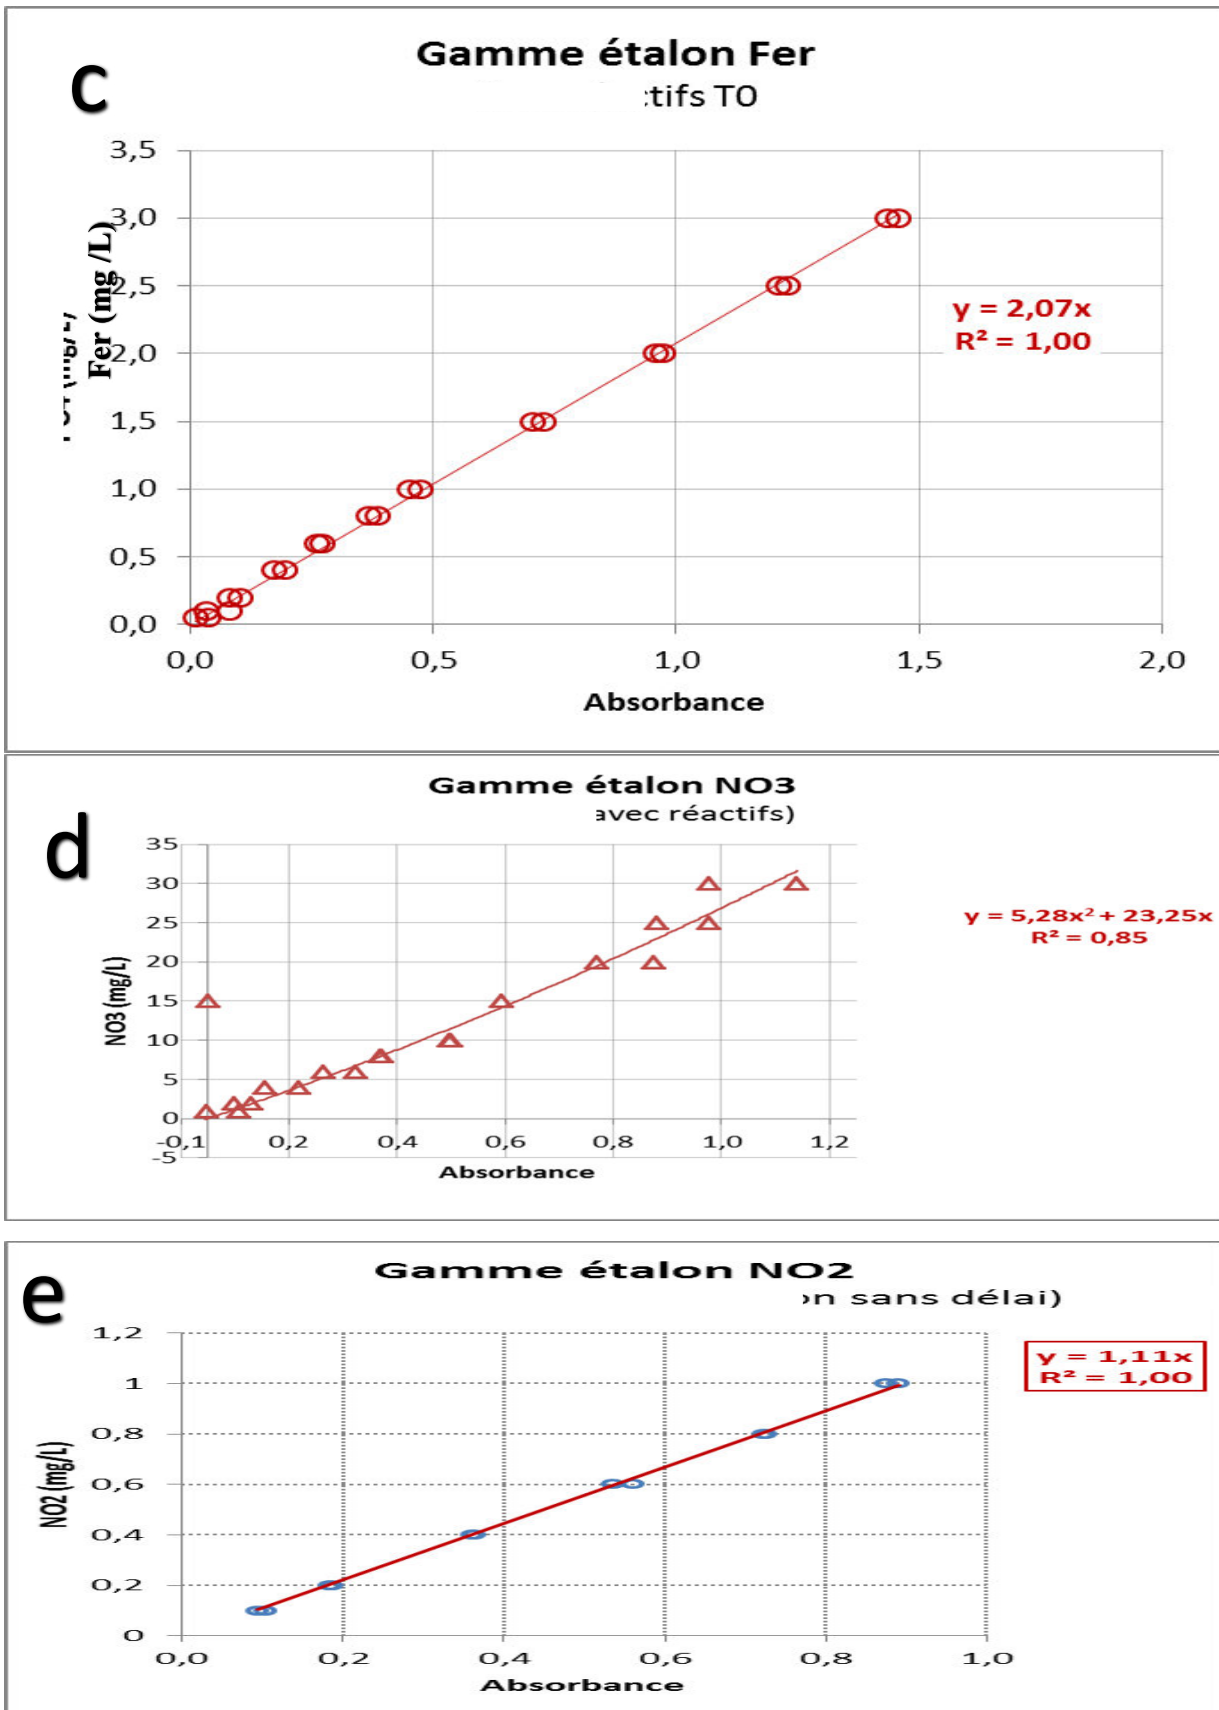 c
Gamme étalon Fer
ctifs T0
3,5
3,0
2,5
2,0
1,5
1,0
0,5
0,0
Fer (mg /L)
y = 2,07x
R² = 1,00
0,0 0,5 1,0 1,5 2,0
Absorbance
d
Gamme étalon NO3
avec réactifs)
35
30
25
20
15
10
5
0
-5
NO3 (mg/L)
y = 5,28x² + 23,25x
R² = 0,85
-0,1 0,2 0,4 0,6 0,8 1,0 1,2
Absorbance
e
Gamme étalon NO2
on sans délai)
1,2
1
0,8
0,6
0,4
0,2
0
NO2 (mg/L)
y = 1,11x
R² = 1,00
0,0 0,2 0,4 0,6 0,8 1,0
Absorbance